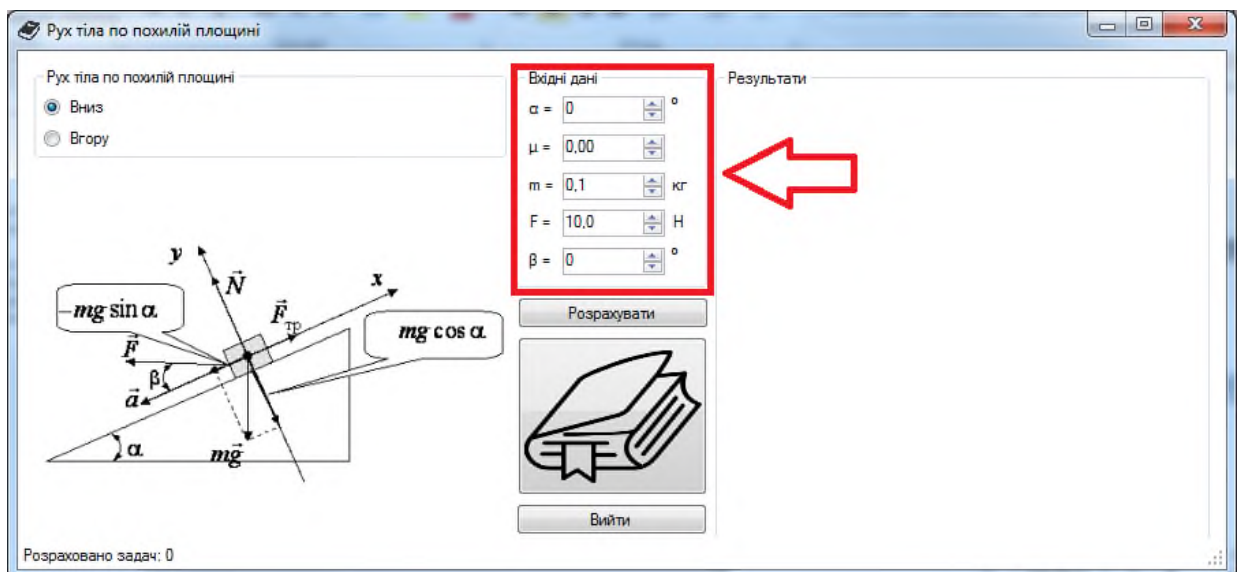 Рух тіла по похилій площині
Рух тіла по похилій площині
Вниз
Вгору
y
N
x
-mg sin α
F тр
mg cos α
F
β
a
α
mg
Вхідні дані
α = 0 °
μ = 0,00
m = 0,1 кг
F = 10,0 Н
β = 0 °
Розрахувати
Вийти
Результати
Розраховано задач: 0